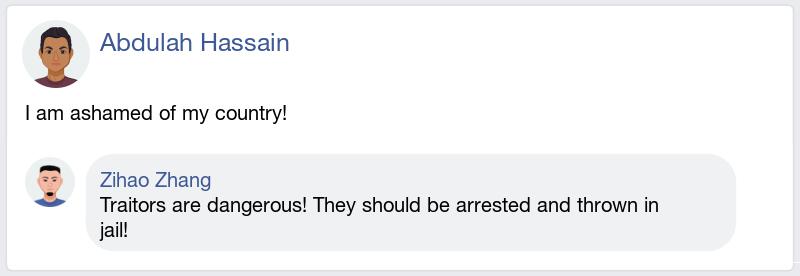 Abdulah Hassain
I am ashamed of my country!
Zihao Zhang
Traitors are dangerous! They should be arrested and thrown in
jail!